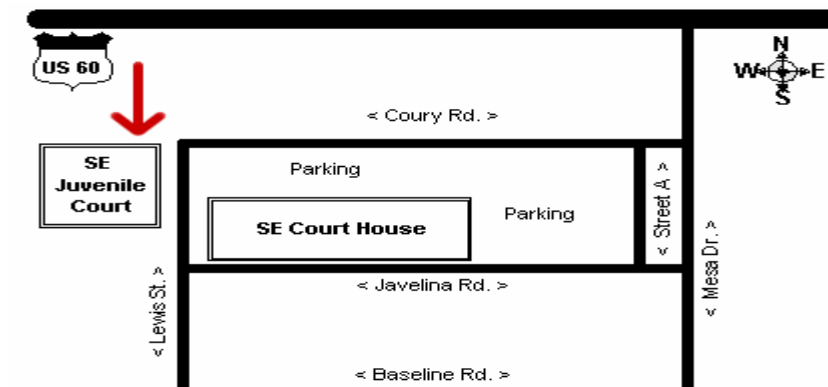 US 60
N
W E
S
< Coury Rd. >
SE
Juvenile
Court
Parking
SE Court House
Parking
< Street A >
< Mesa Dr. >
< Lewis St. >
< Javelina Rd. >
< Baseline Rd. >